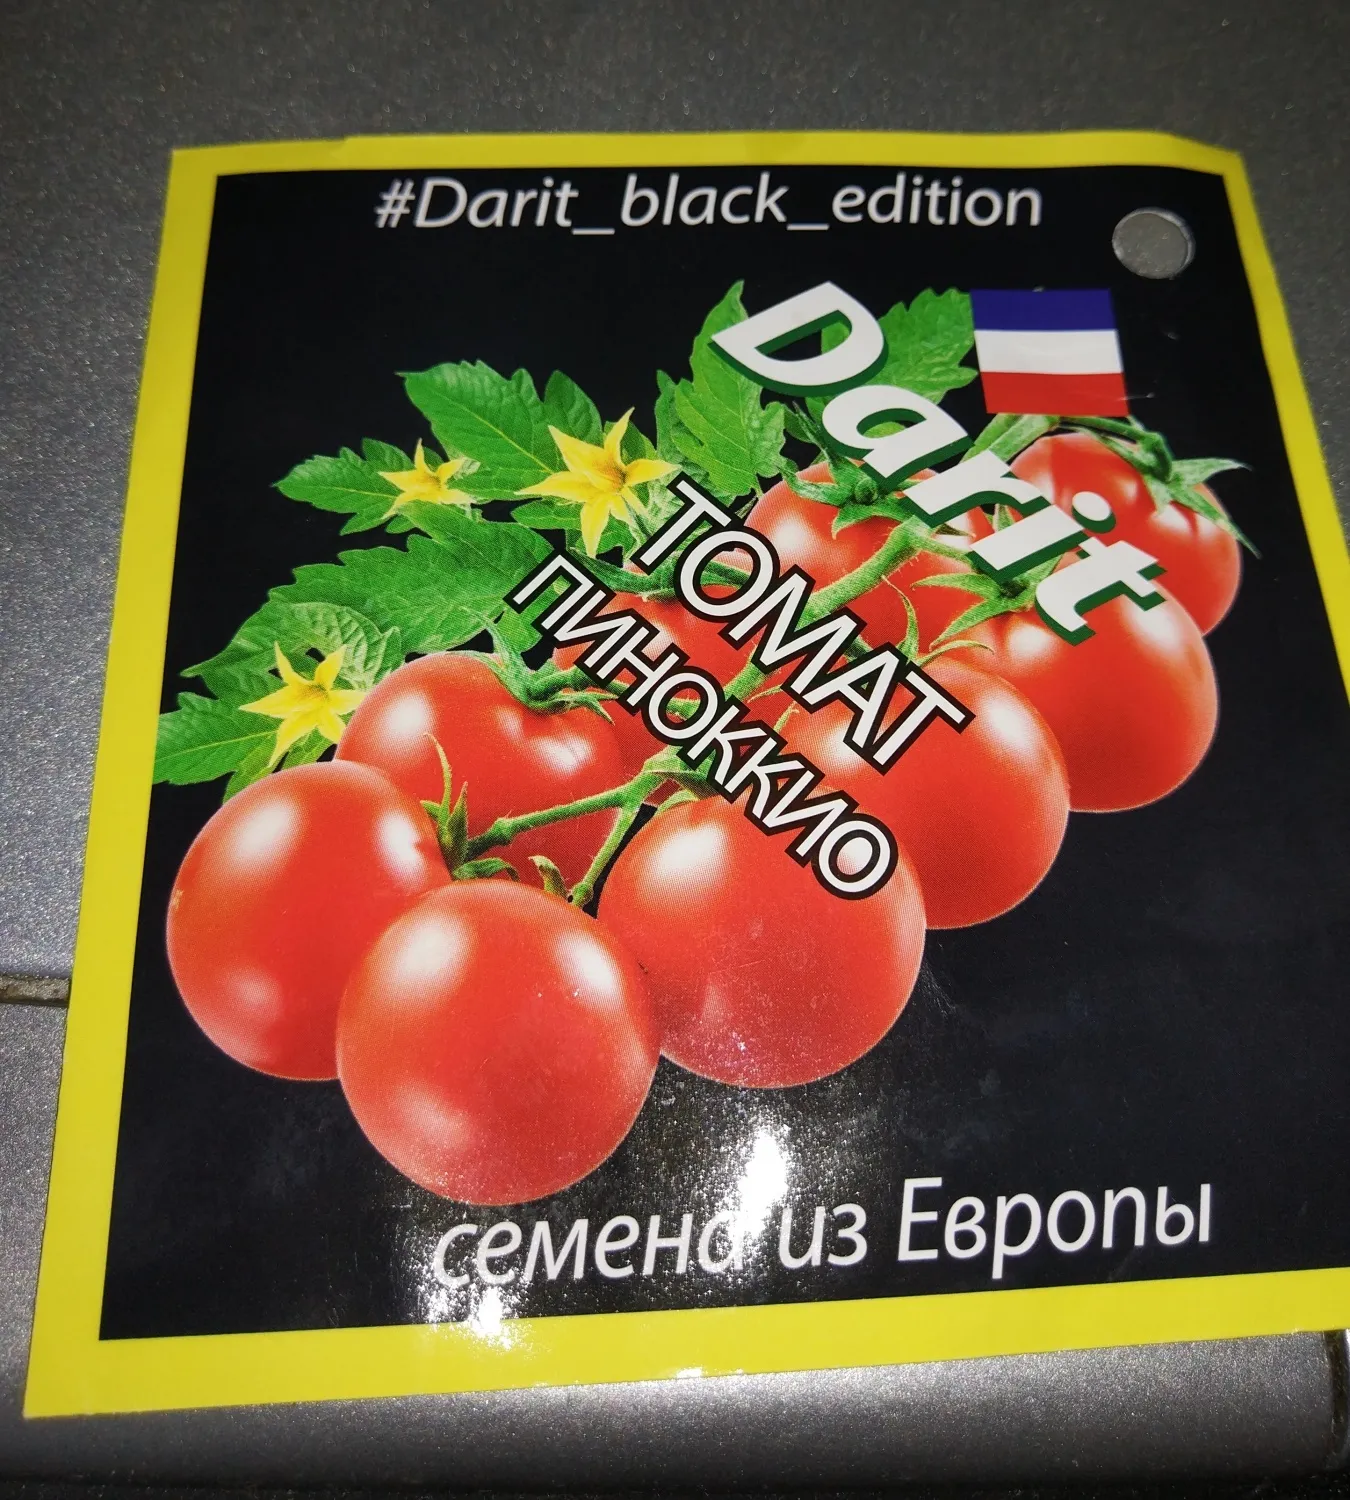 #Darit_black_edition
Darit
ТОМАТ
ПИНОККИО
семена из Европы